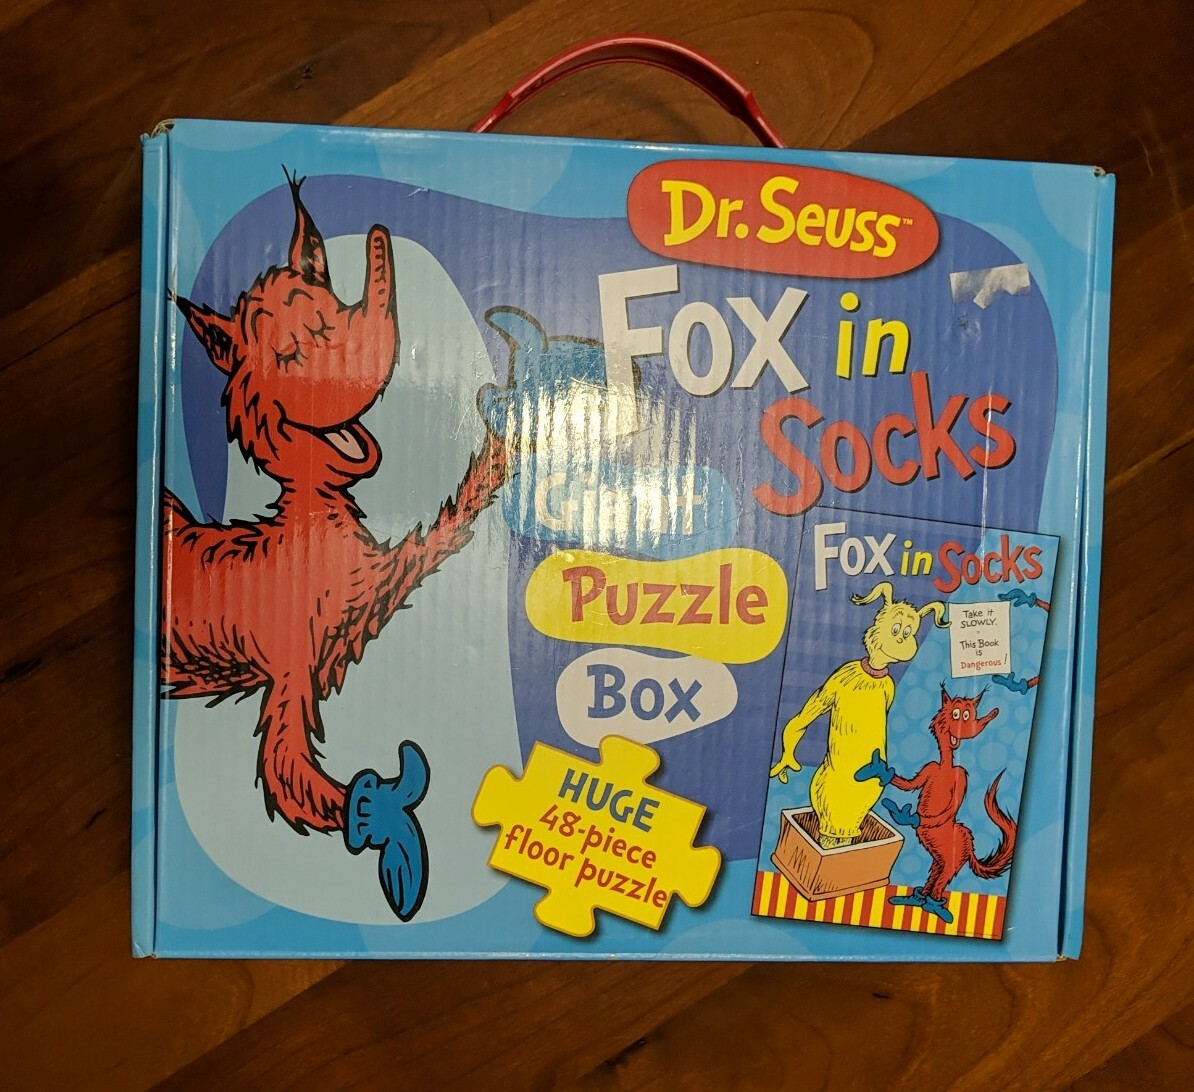 Dr. Seuss™
Fox in
Socks
Giant
Puzzle
Box
HUGE
48-piece
floor puzzle
Fox in Socks
Take it
SLOWLY.
This Book
is
Dangerous!